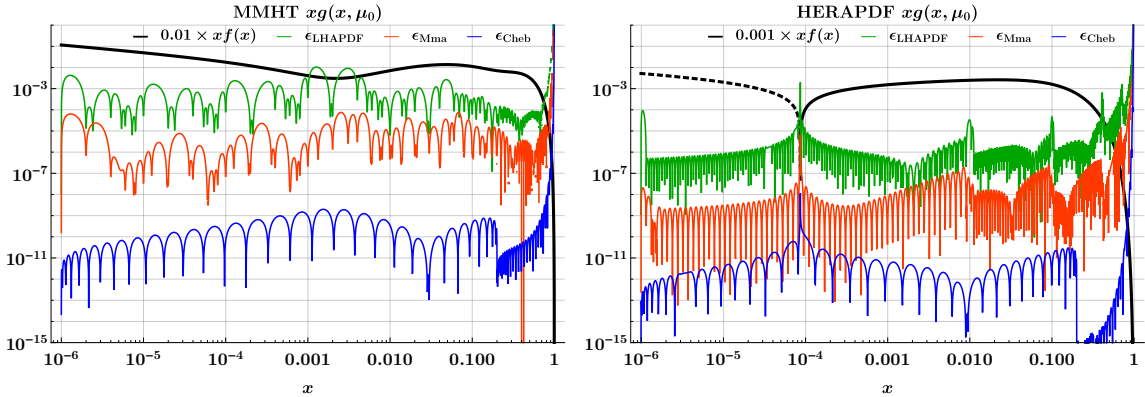 MMHT xg(x, μ₀)
0.01 × xf(x) ϵLHAPDF ϵMma ϵCheb
10⁻³
10⁻⁷
10⁻¹¹
10⁻¹⁵
10⁻⁶ 10⁻⁵ 10⁻⁴ 0.001 0.010 0.100 1
x
HERAPDF xg(x, μ₀)
0.001 × xf(x) ϵLHAPDF ϵMma ϵCheb
10⁻³
10⁻⁷
10⁻¹¹
10⁻¹⁵
10⁻⁶ 10⁻⁵ 10⁻⁴ 0.001 0.010 0.100 1
x